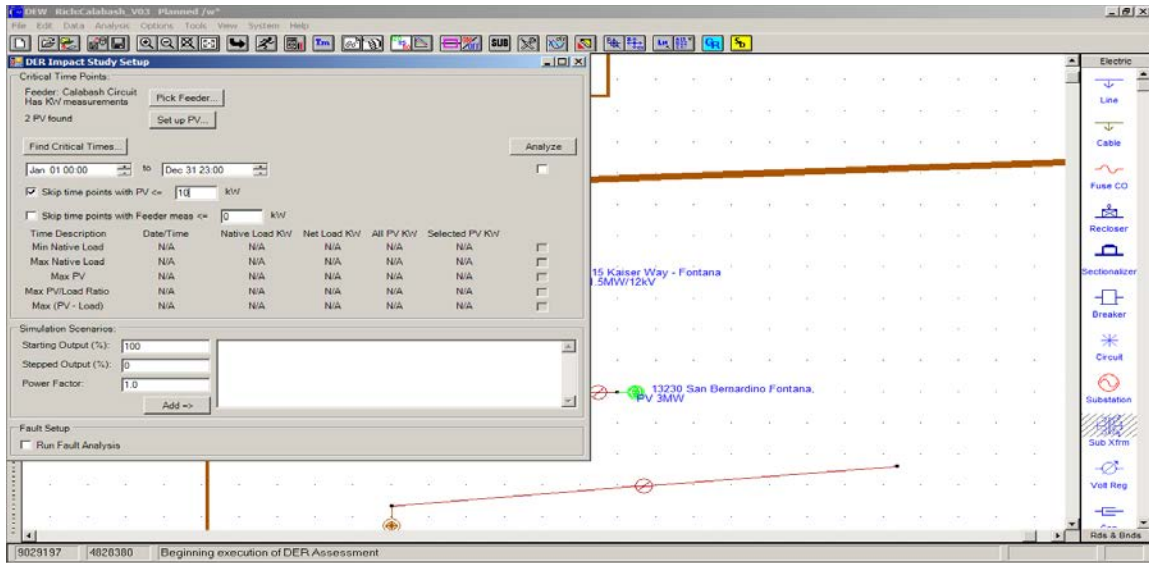 DEW RichcCalabash_V03 Planned /w*
File Edit Data Analysis Options Tools View System Help
Tm SUB
DER Impact Study Setup
Critical Time Points:
Feeder: Calabash Circuit
Has KW measurements
Pick Feeder...
2 PV found
Set up PV...
Find Critical Times...
Analyze
Jan 01 00:00 to Dec 31 23:00
Skip time points with PV <= 10 kW
Skip time points with Feeder meas <= 0 kW
Time Description Date/Time Native Load KW Net Load KW All PV KW Selected PV KW
Min Native Load N/A N/A N/A N/A N/A
Max Native Load N/A N/A N/A N/A N/A
Max PV N/A N/A N/A N/A N/A
Max PV/Load Ratio N/A N/A N/A N/A N/A
Max (PV - Load) N/A N/A N/A N/A N/A
Simulation Scenarios:
Starting Output (%): 100
Stepped Output (%): 0
Power Factor: 1.0
Add =>
Fault Setup
Run Fault Analysis
15 Kaiser Way - Fontana
1.5MW/12kV
13230 San Bernardino Fontana,
PV 3MW
Electric
Line
Cable
Fuse CO
Recloser
Sectionalizer
Breaker
Circuit
Substation
Sub Xfrm
Volt Reg
Rds & Bnds
9029197 4828380 Beginning execution of DER Assessment